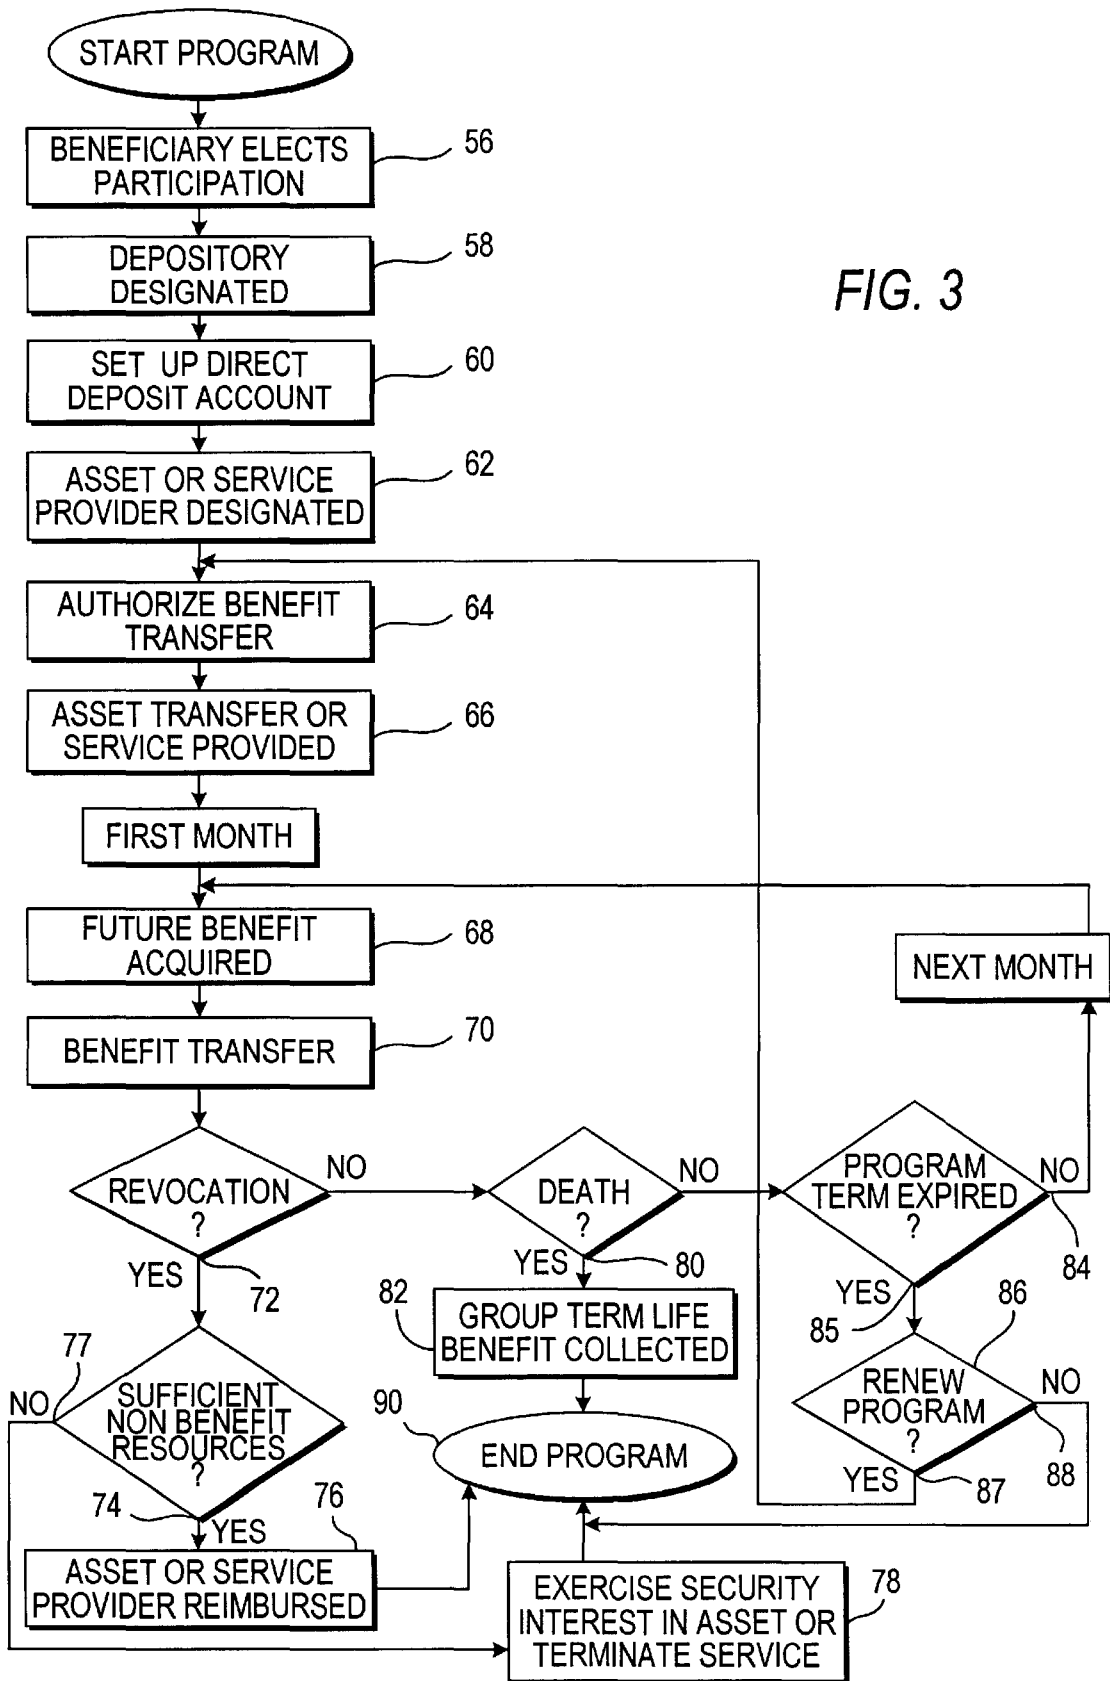 START PROGRAM
BENEFICIARY ELECTS
PARTICIPATION
56
DEPOSITORY
DESIGNATED
58
FIG. 3
SET UP DIRECT
DEPOSIT ACCOUNT
60
ASSET OR SERVICE
PROVIDER DESIGNATED
62
AUTHORIZE BENEFIT
TRANSFER
64
ASSET TRANSFER OR
SERVICE PROVIDED
66
FIRST MONTH
FUTURE BENEFIT
ACQUIRED
68
NEXT MONTH
BENEFIT TRANSFER
70
REVOCATION
?
NO
YES
72
DEATH
?
NO
YES
80
PROGRAM
TERM EXPIRED
?
NO
84
YES
85
82
GROUP TERM LIFE
BENEFIT COLLECTED
86
RENEW
PROGRAM
?
NO
88
YES
87
77
NO
SUFFICIENT
NON BENEFIT
RESOURCES
?
74
YES
90
END PROGRAM
76
ASSET OR SERVICE
PROVIDER REIMBURSED
EXERCISE SECURITY
INTEREST IN ASSET OR
TERMINATE SERVICE
78